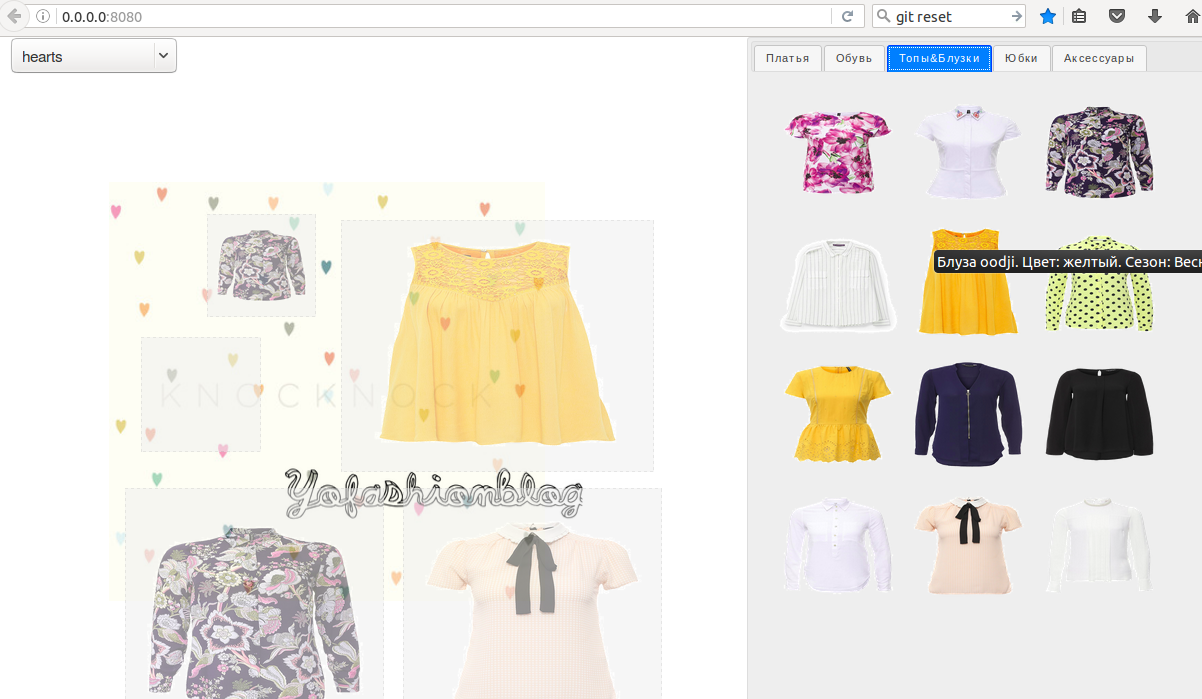 0.0.0.0:8080
git reset
hearts
Платья
Обувь
Топы&Блузки
Юбки
Аксессуары
Блуза oodji. Цвет: желтый. Сезон: Весн
KNOCKNOCK
Yofashionblog